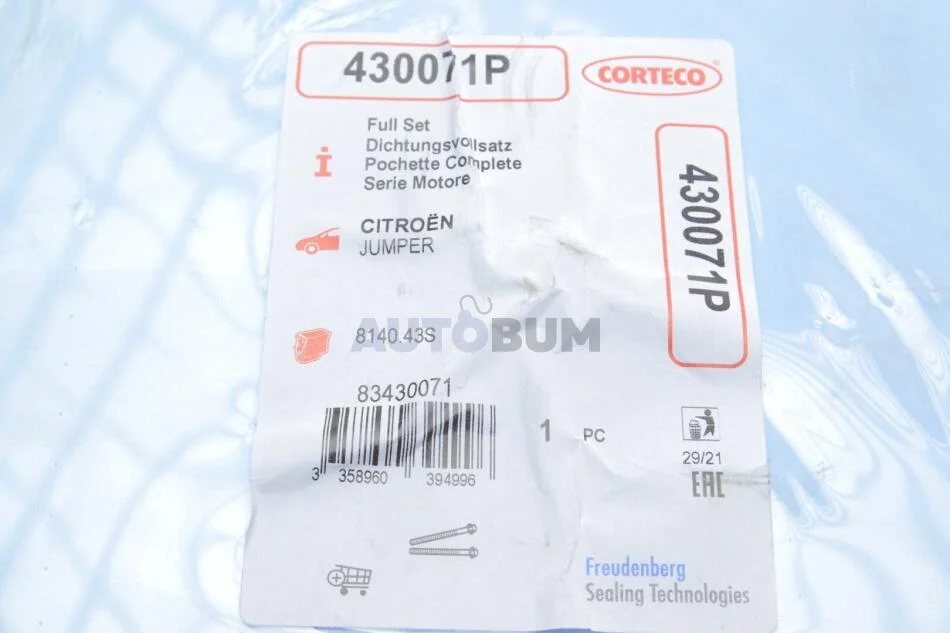 430071P
CORTECO
Full Set
Dichtungsvollsatz
Pochette Complete
Serie Motore
430071P
CITROËN
JUMPER
8140.43S
AUTOBUM
83430071
3 358960 394996
1 PC
29/21
EAC
Freudenberg
Sealing Technologies